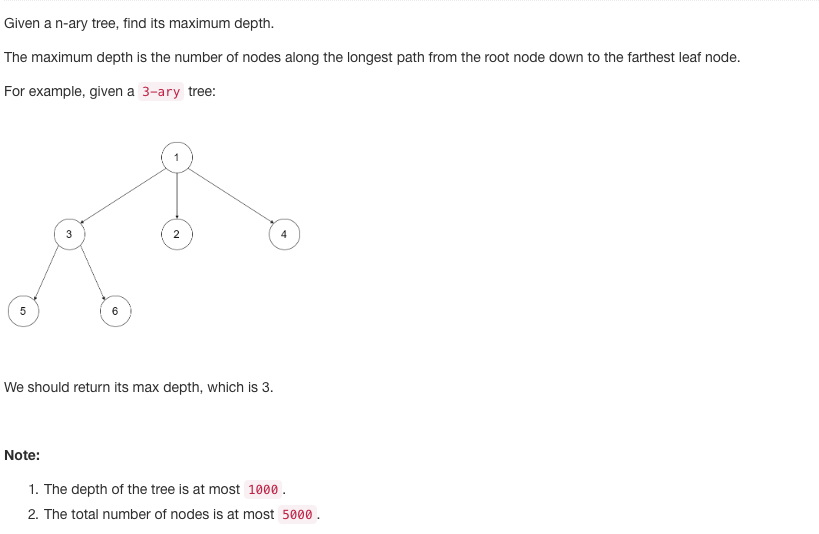 Given a n-ary tree, find its maximum depth.
The maximum depth is the number of nodes along the longest path from the root node down to the farthest leaf node.
For example, given a 3-ary tree:
1
3 2 4
5 6
We should return its max depth, which is 3.
Note:
1. The depth of the tree is at most 1000 .
2. The total number of nodes is at most 5000 .